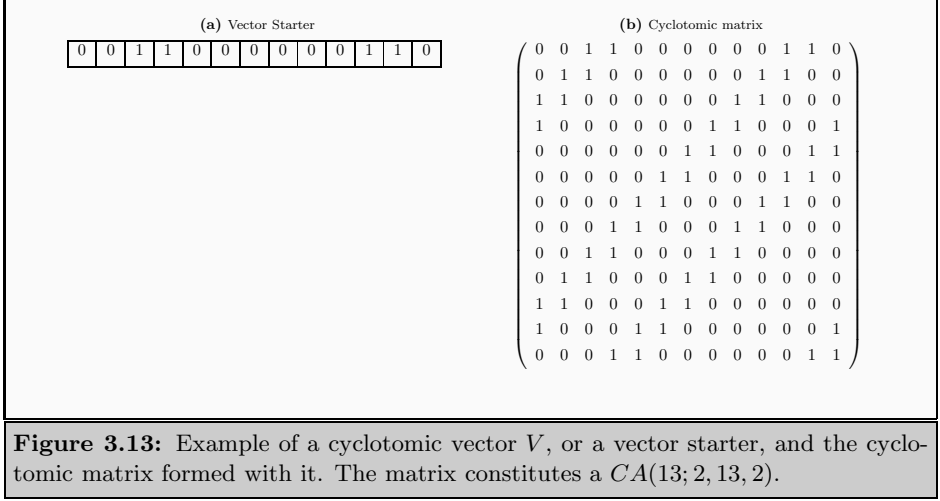 (a) Vector Starter
0 0 1 1 0 0 0 0 0 0 1 1 0
(b) Cyclotomic matrix
0 0 1 1 0 0 0 0 0 0 1 1 0
0 1 1 0 0 0 0 0 0 1 1 0 0
1 1 0 0 0 0 0 0 1 1 0 0 0
1 0 0 0 0 0 0 1 1 0 0 0 1
0 0 0 0 0 0 1 1 0 0 0 1 1
0 0 0 0 0 1 1 0 0 0 1 1 0
0 0 0 0 1 1 0 0 0 1 1 0 0
0 0 0 1 1 0 0 0 1 1 0 0 0
0 0 1 1 0 0 0 1 1 0 0 0 0
0 1 1 0 0 0 1 1 0 0 0 0 0
1 1 0 0 0 1 1 0 0 0 0 0 0
1 0 0 0 1 1 0 0 0 0 0 0 1
0 0 0 1 1 0 0 0 0 0 0 1 1
Figure 3.13: Example of a cyclotomic vector V, or a vector starter, and the cyclo-
tomic matrix formed with it. The matrix constitutes a CA(13; 2, 13, 2).